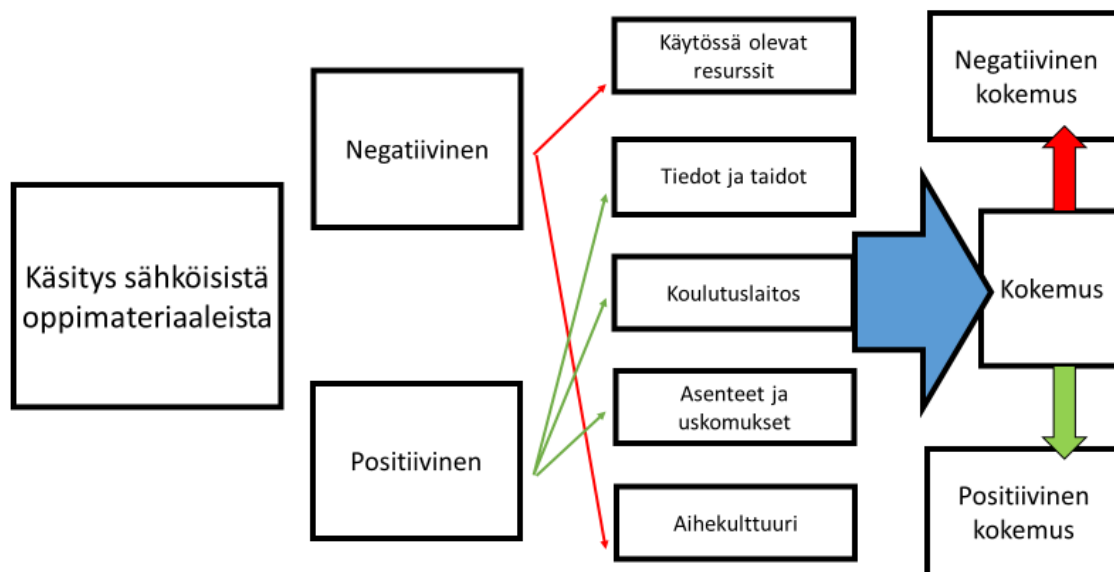 Käsitys sähköisistä
oppimateriaaleista
Negatiivinen
Positiivinen
Käytössä olevat
resurssit
Tiedot ja taidot
Koulutuslaitos
Asenteet ja
uskomukset
Aihekulttuuri
Negatiivinen
kokemus
Kokemus
Positiivinen
kokemus